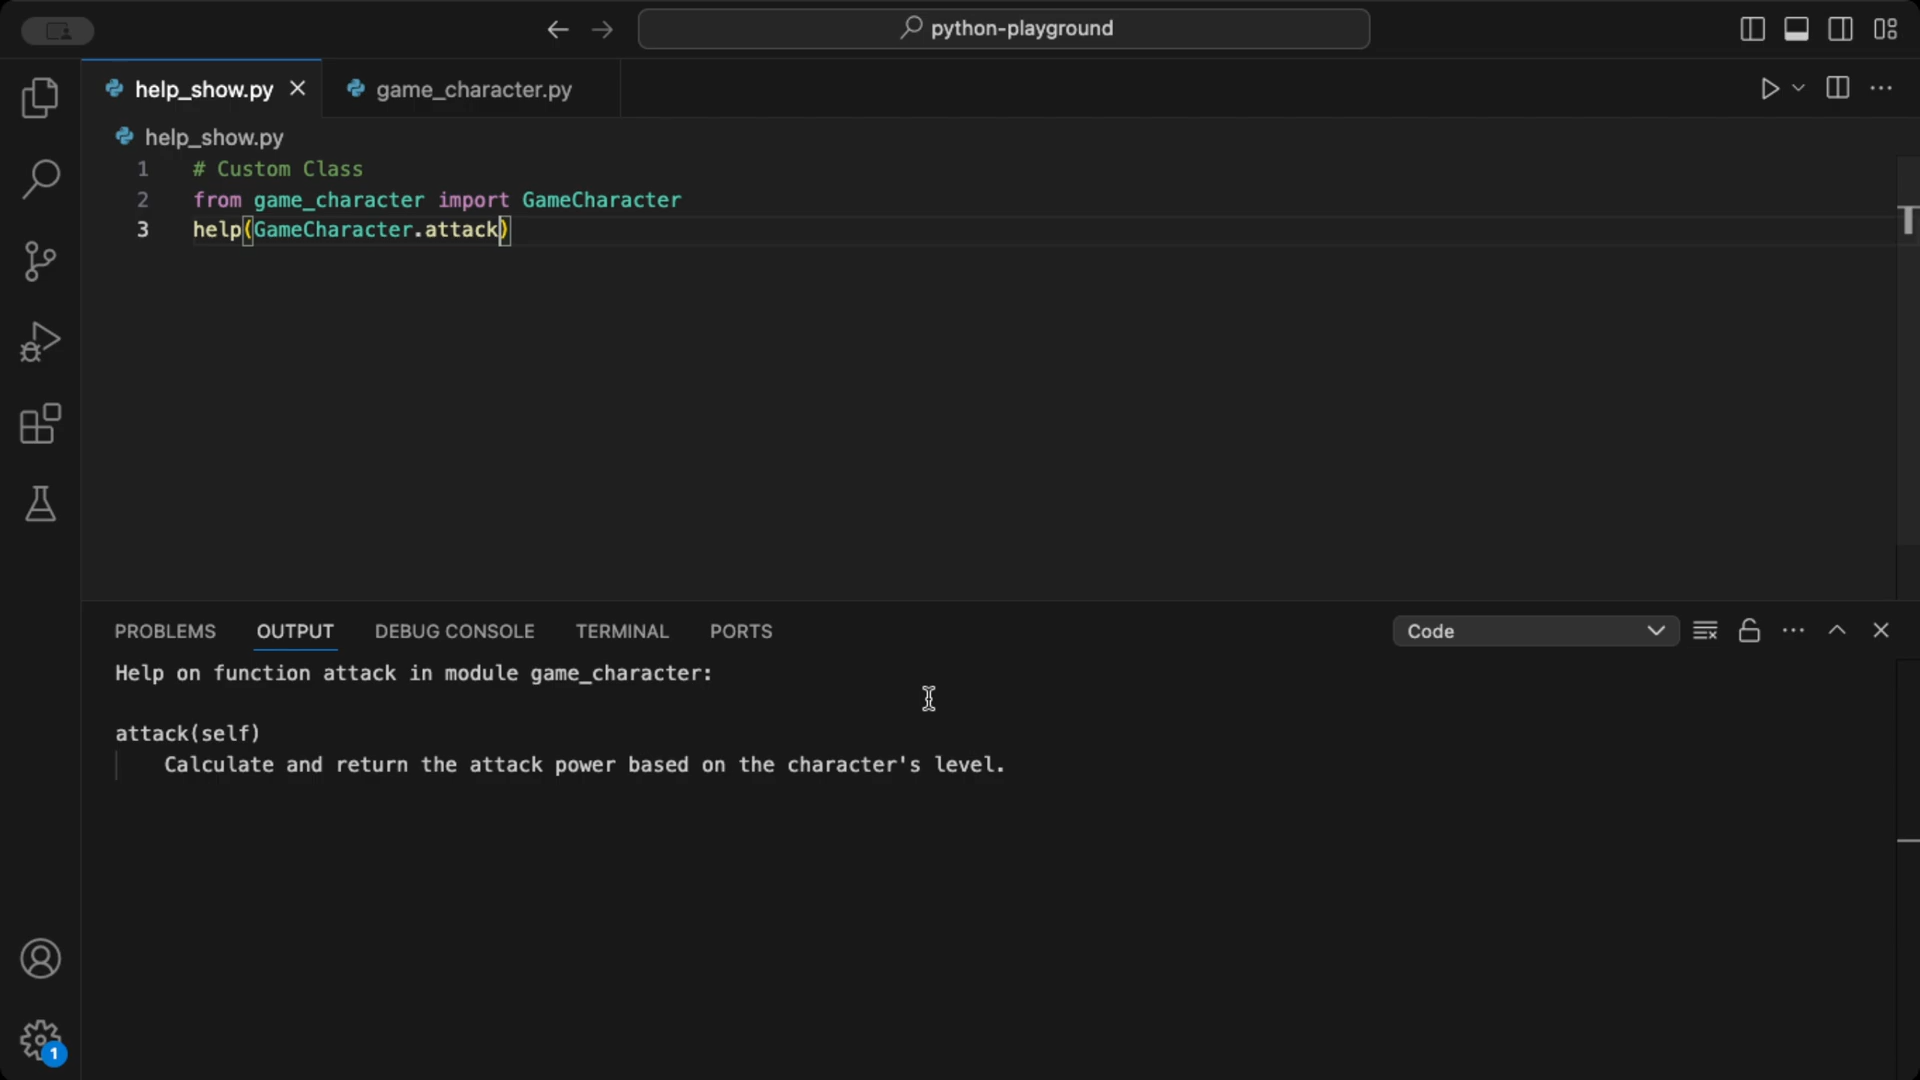 python-playground
help_show.py
game_character.py
help_show.py
1 # Custom Class
2 from game_character import GameCharacter
3 help(GameCharacter.attack)
PROBLEMS OUTPUT DEBUG CONSOLE TERMINAL PORTS Code
Help on function attack in module game_character:
attack(self)
Calculate and return the attack power based on the character's level.
1